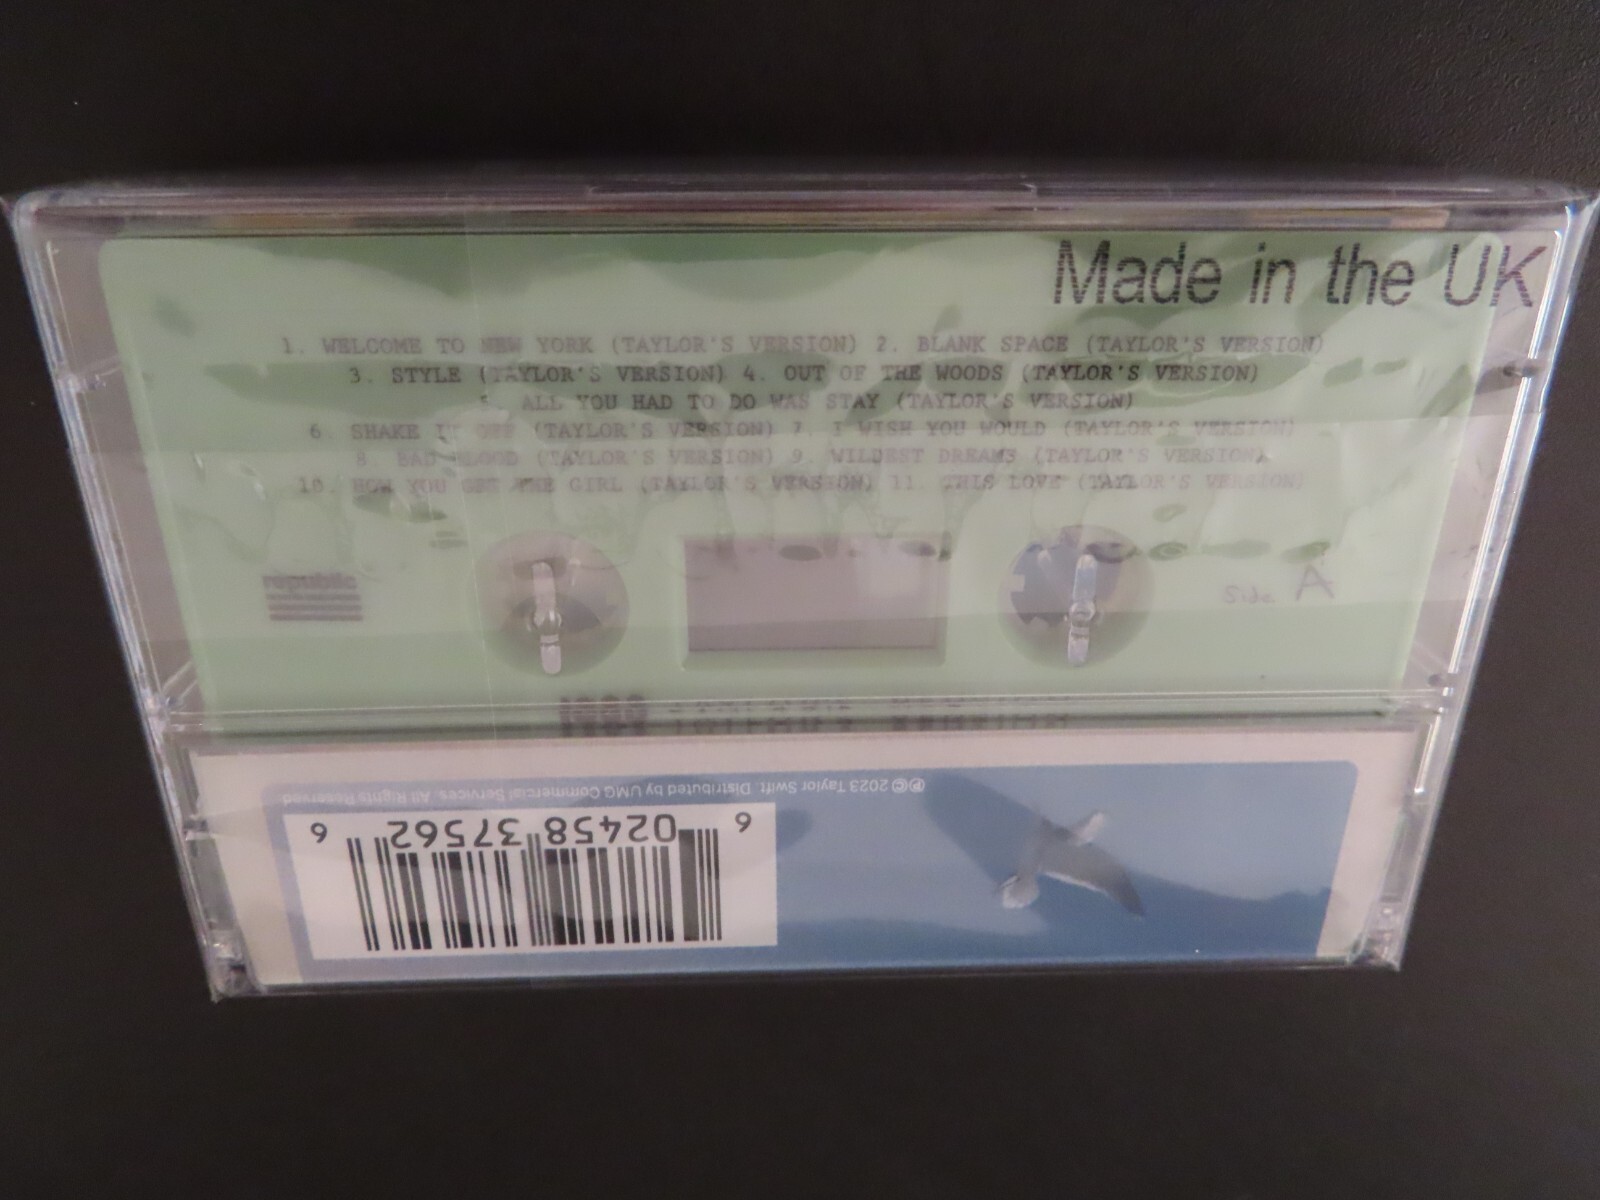 Made in the UK
1. WELCOME TO NEW YORK (TAYLOR'S VERSION) 2. BLANK SPACE (TAYLOR'S VERSION)
3. STYLE (TAYLOR'S VERSION) 4. OUT OF THE WOODS (TAYLOR'S VERSION)
5. ALL YOU HAD TO DO WAS STAY (TAYLOR'S VERSION)
6. SHAKE IT OFF (TAYLOR'S VERSION) 7. I WISH YOU WOULD (TAYLOR'S VERSION)
8. BAD BLOOD (TAYLOR'S VERSION) 9. WILDEST DREAMS (TAYLOR'S VERSION)
10. HOW YOU GET THE GIRL (TAYLOR'S VERSION) 11. THIS LOVE (TAYLOR'S VERSION)
republic
A side
℗© 2023 Taylor Swift. Distributed by UMG Commercial Services. All Rights Reserved
6 02458 37562 6